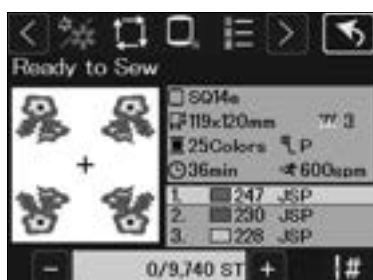 Ready to Sew
SQ14a
119x120mm 3
25Colors P
36min 600spm
1. 247 JSP
2. 230 JSP
3. 228 JSP
- 0/9,740 ST + #